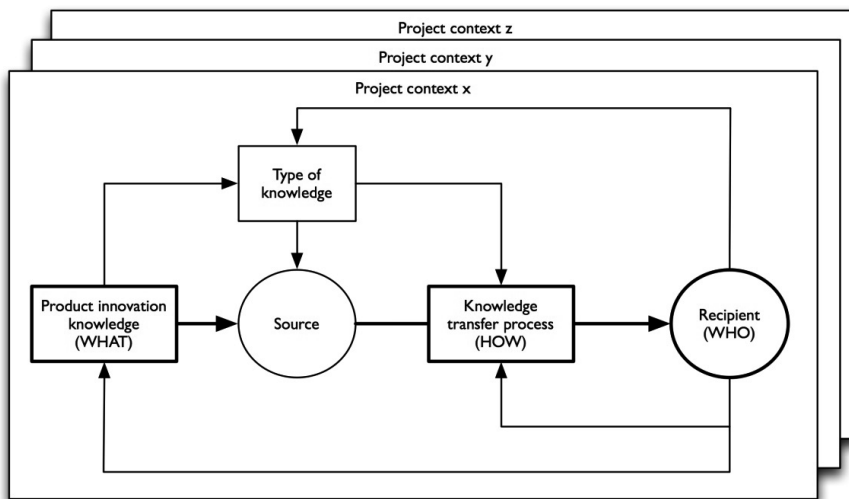 Project context z
Project context y
Project context x
Type of
knowledge
Product innovation
knowledge
(WHAT)
Source
Knowledge
transfer process
(HOW)
Recipient
(WHO)